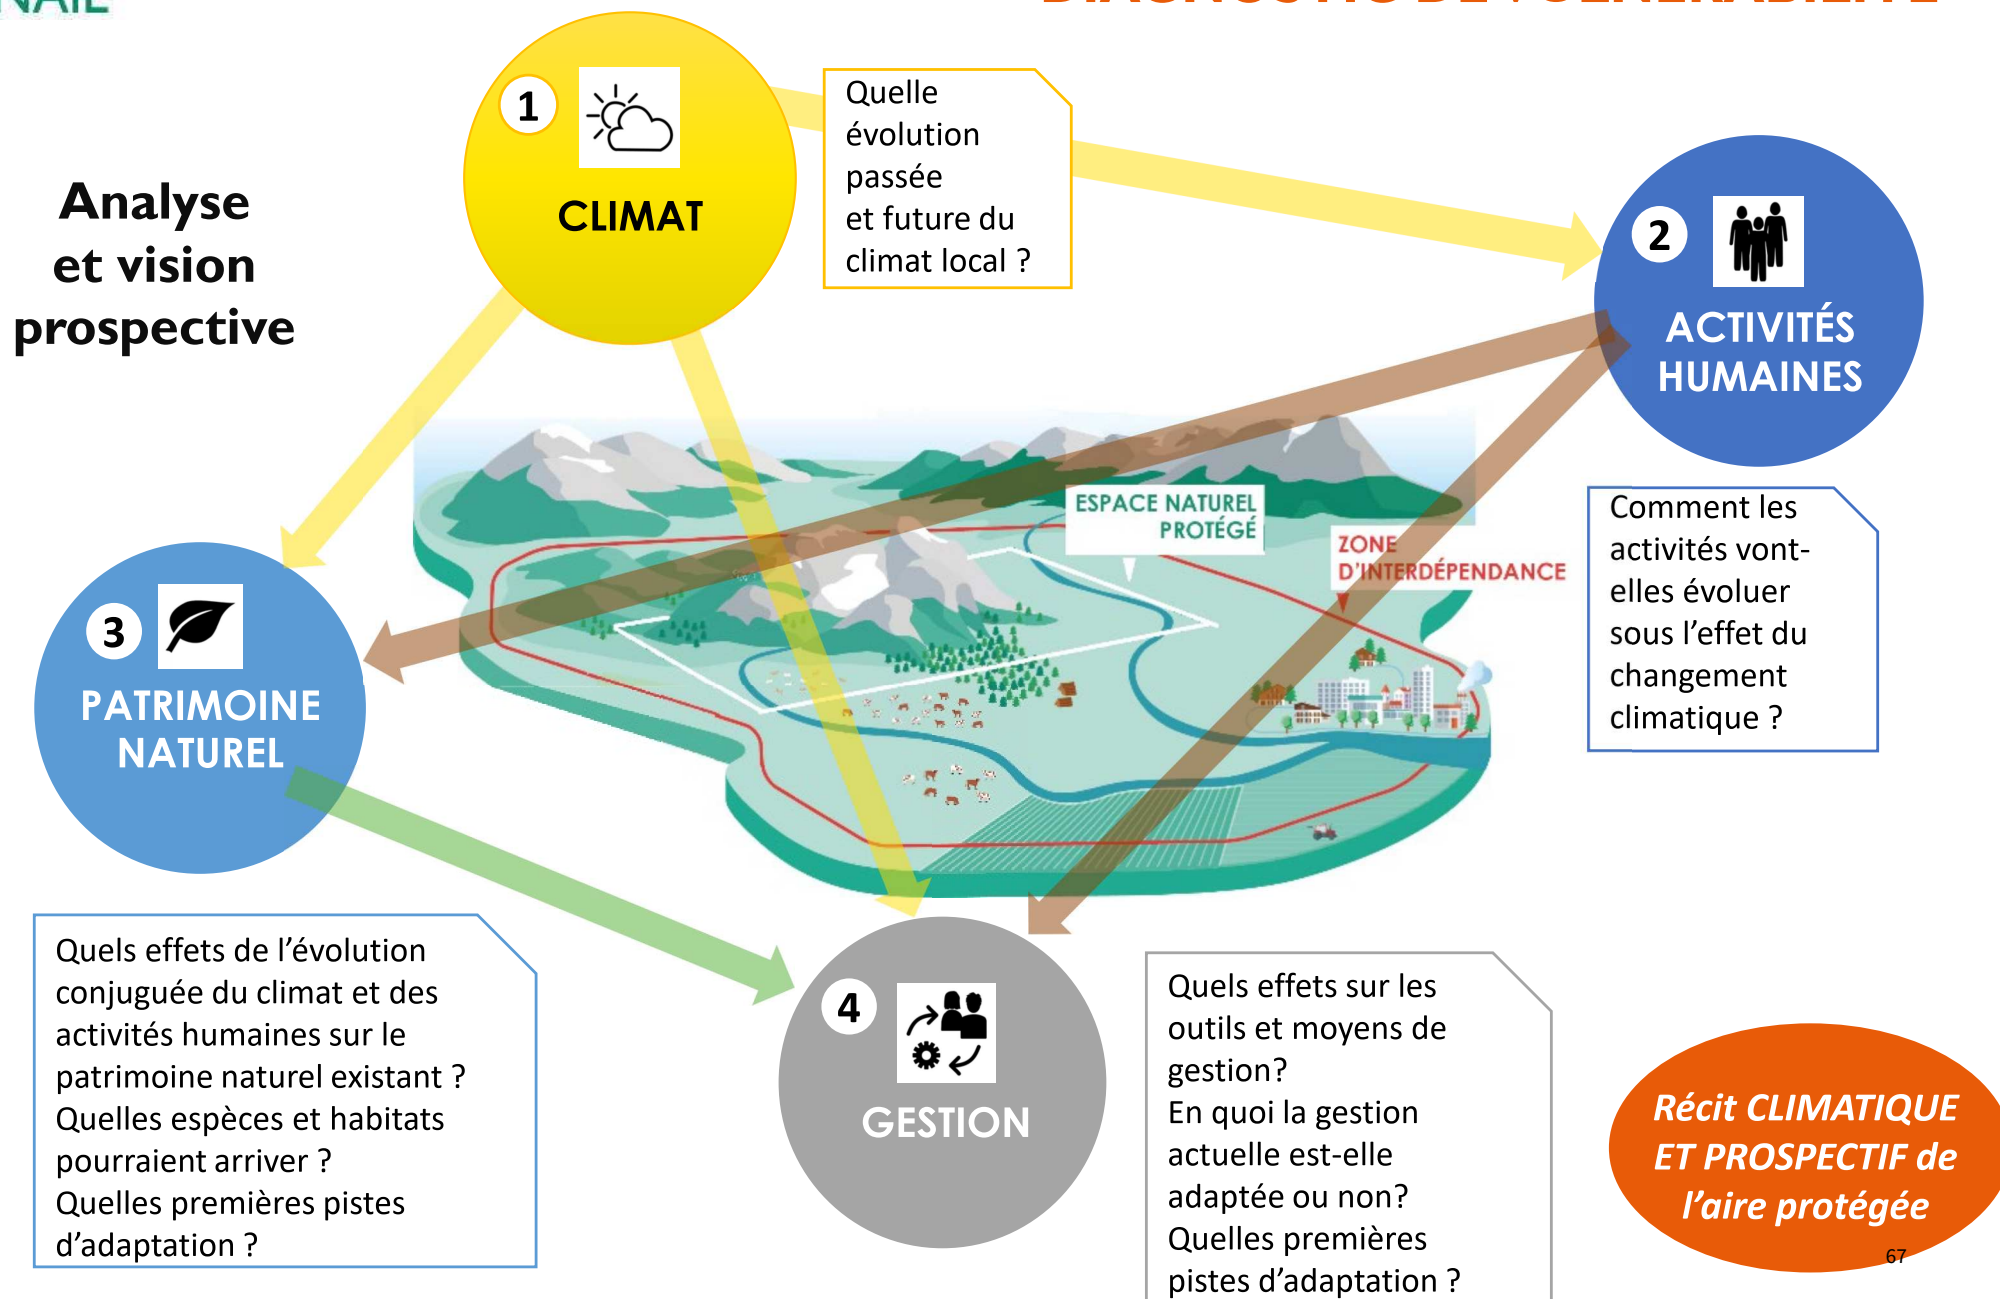 DIAGNOSTIC DE VULNÉRABILITÉ
Analyse
et vision
prospective
1
CLIMAT
Quelle
évolution
passée
et future du
climat local ?
2
ACTIVITÉS
HUMAINES
Comment les
activités vont-
elles évoluer
sous l’effet du
changement
climatique ?
ESPACE NATUREL
PROTÉGÉ
ZONE
D'INTERDÉPENDANCE
3
PATRIMOINE
NATUREL
Quels effets de l’évolution
conjuguée du climat et des
activités humaines sur le
patrimoine naturel existant ?
Quelles espèces et habitats
pourraient arriver ?
Quelles premières pistes
d’adaptation ?
4
GESTION
Quels effets sur les
outils et moyens de
gestion?
En quoi la gestion
actuelle est-elle
adaptée ou non?
Quelles premières
pistes d’adaptation ?
Récit CLIMATIQUE
ET PROSPECTIF de
l’aire protégée
67